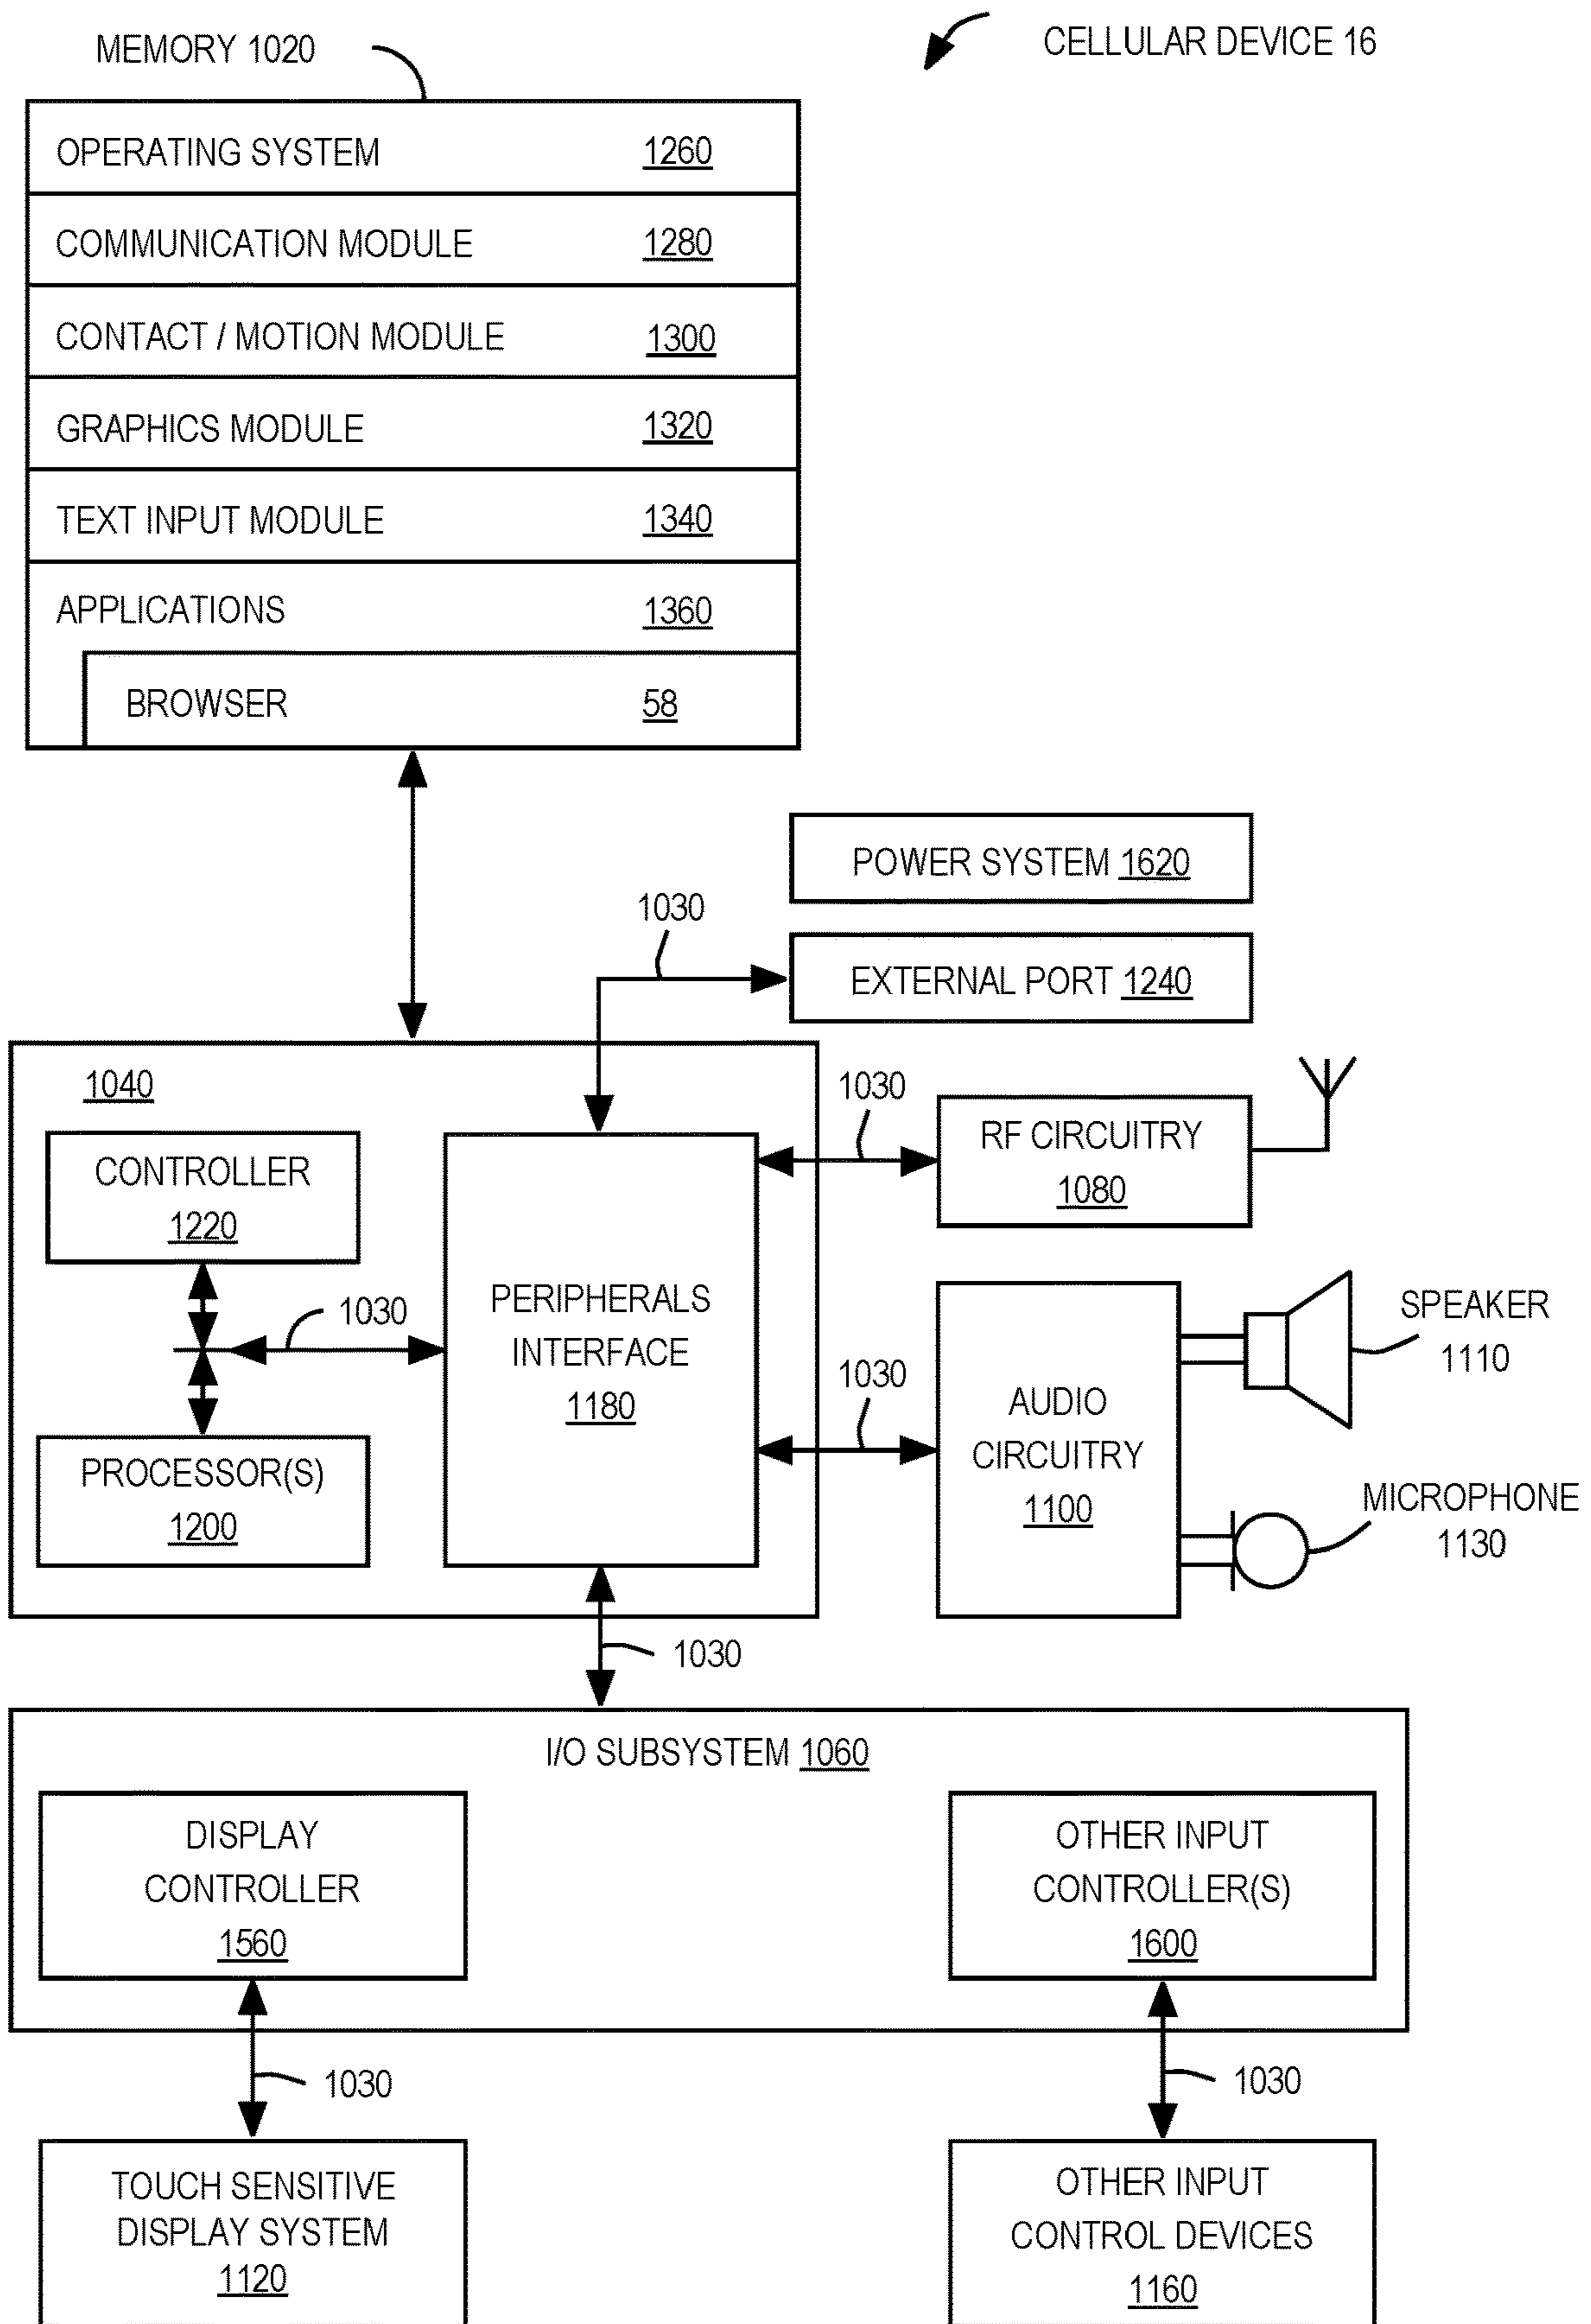 MEMORY 1020
CELLULAR DEVICE 16
OPERATING SYSTEM 1260
COMMUNICATION MODULE 1280
CONTACT / MOTION MODULE 1300
GRAPHICS MODULE 1320
TEXT INPUT MODULE 1340
APPLICATIONS 1360
BROWSER 58
POWER SYSTEM 1620
1030
EXTERNAL PORT 1240
1040
CONTROLLER
1220
1030
PROCESSOR(S)
1200
PERIPHERALS
INTERFACE
1180
1030
RF CIRCUITRY
1080
1030
AUDIO
CIRCUITRY
1100
SPEAKER
1110
MICROPHONE
1130
1030
I/O SUBSYSTEM 1060
DISPLAY
CONTROLLER
1560
OTHER INPUT
CONTROLLER(S)
1600
1030
1030
TOUCH SENSITIVE
DISPLAY SYSTEM
1120
OTHER INPUT
CONTROL DEVICES
1160